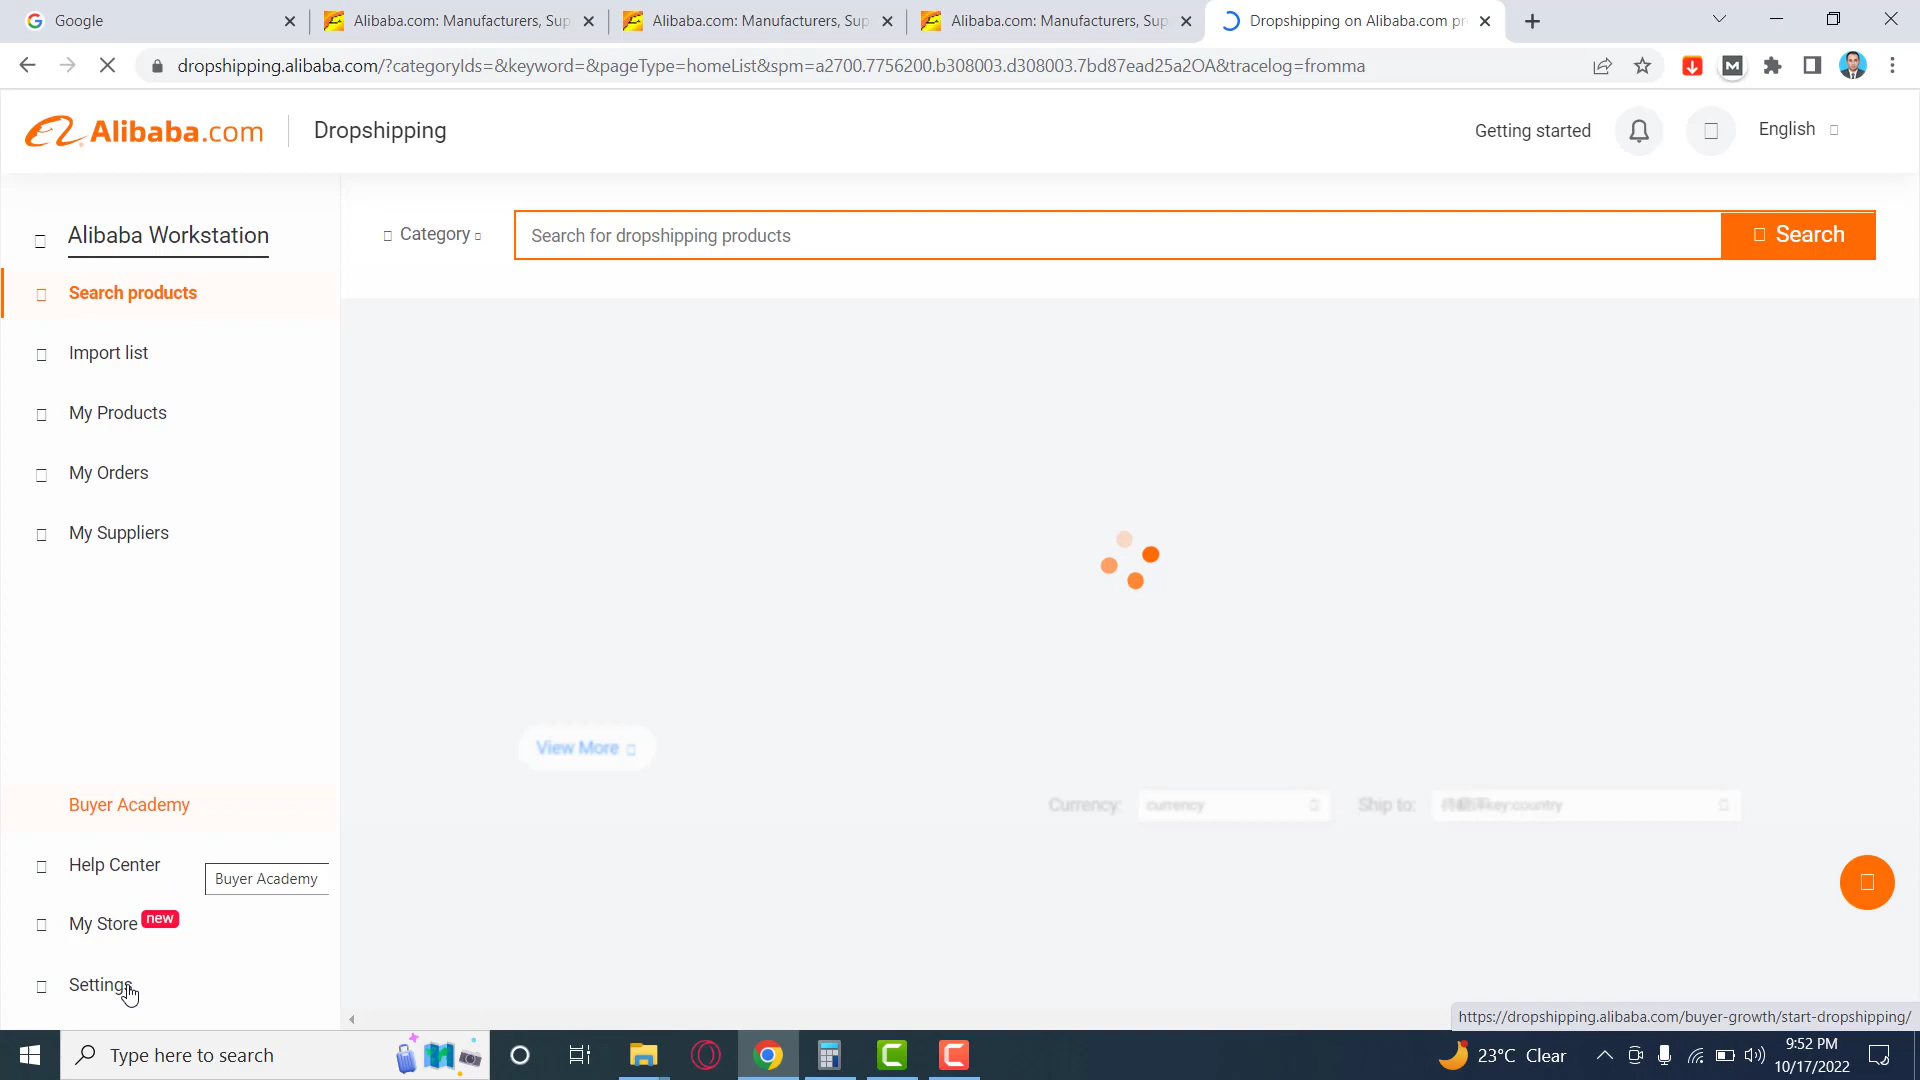 Google
Alibaba.com: Manufacturers, Sup
Alibaba.com: Manufacturers, Sup
Alibaba.com: Manufacturers, Sup
Dropshipping on Alibaba.com pr
dropshipping.alibaba.com/?categoryIds=&keyword=&pageType=homeList&spm=a2700.7756200.b308003.d308003.7bd87ead25a2OA&tracelog=fromma
Alibaba.com
Dropshipping
Getting started
English
Alibaba Workstation
Category
Search for dropshipping products
Search
Search products
Import list
My Products
My Orders
My Suppliers
View More
Buyer Academy
Currency:
currency
Ship to:
key:country
Help Center
Buyer Academy
My Store
new
Settings
https://dropshipping.alibaba.com/buyer-growth/start-dropshipping/
Type here to search
23°C Clear
9:52 PM
10/17/2022